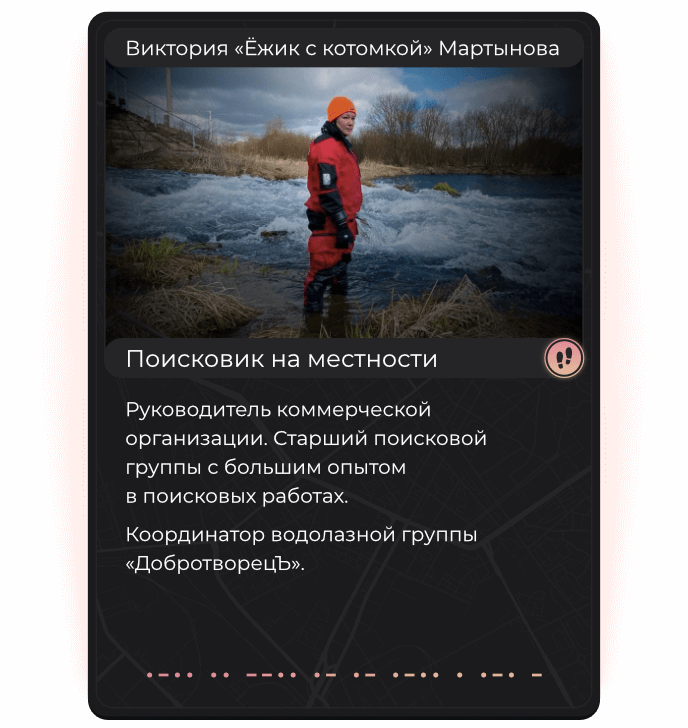 Виктория «Ёжик с котомкой» Мартынова
Поисковик на местности
Руководитель коммерческой
организации. Старший поисковой
группы с большим опытом
в поисковых работах.
Координатор водолазной группы
«ДобротворецЪ».